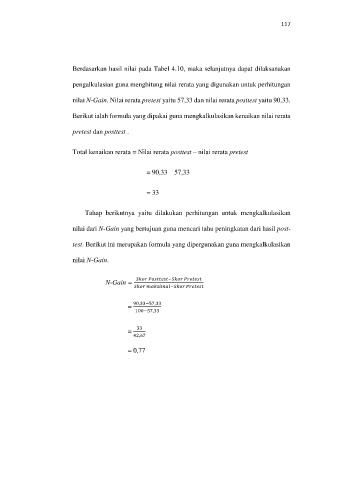 117
Berdasarkan hasil nilai pada Tabel 4.10, maka selanjutnya dapat dilaksanakan
pengalkulasian guna menghitung nilai rerata yang digunakan untuk perhitungan
nilai N-Gain. Nilai rerata pretest yaitu 57,33 dan nilai rerata posttest yaitu 90,33.
Berikut ialah formula yang dipakai guna mengkalkulasikan kenaikan nilai rerata
pretest dan posttest .
Total kenaikan rerata = Nilai rerata posttest – nilai rerata pretest
= 90,33 57,33
= 33
Tahap berikutnya yaitu dilakukan perhitungan untuk mengkalkulasikan
nilai dari N-Gain yang bertujuan guna mencari tahu peningkatan dari hasil post-
test. Berikut ini merupakan formula yang dipergunakan guna mengkalkulasikan
nilai N-Gain.
Skor Posttest−Skor Pretest
N-Gain =
Skor maksimal−Skor Pretest
90,33−57,33
=
100−57,33
33
=
42,67
= 0,77